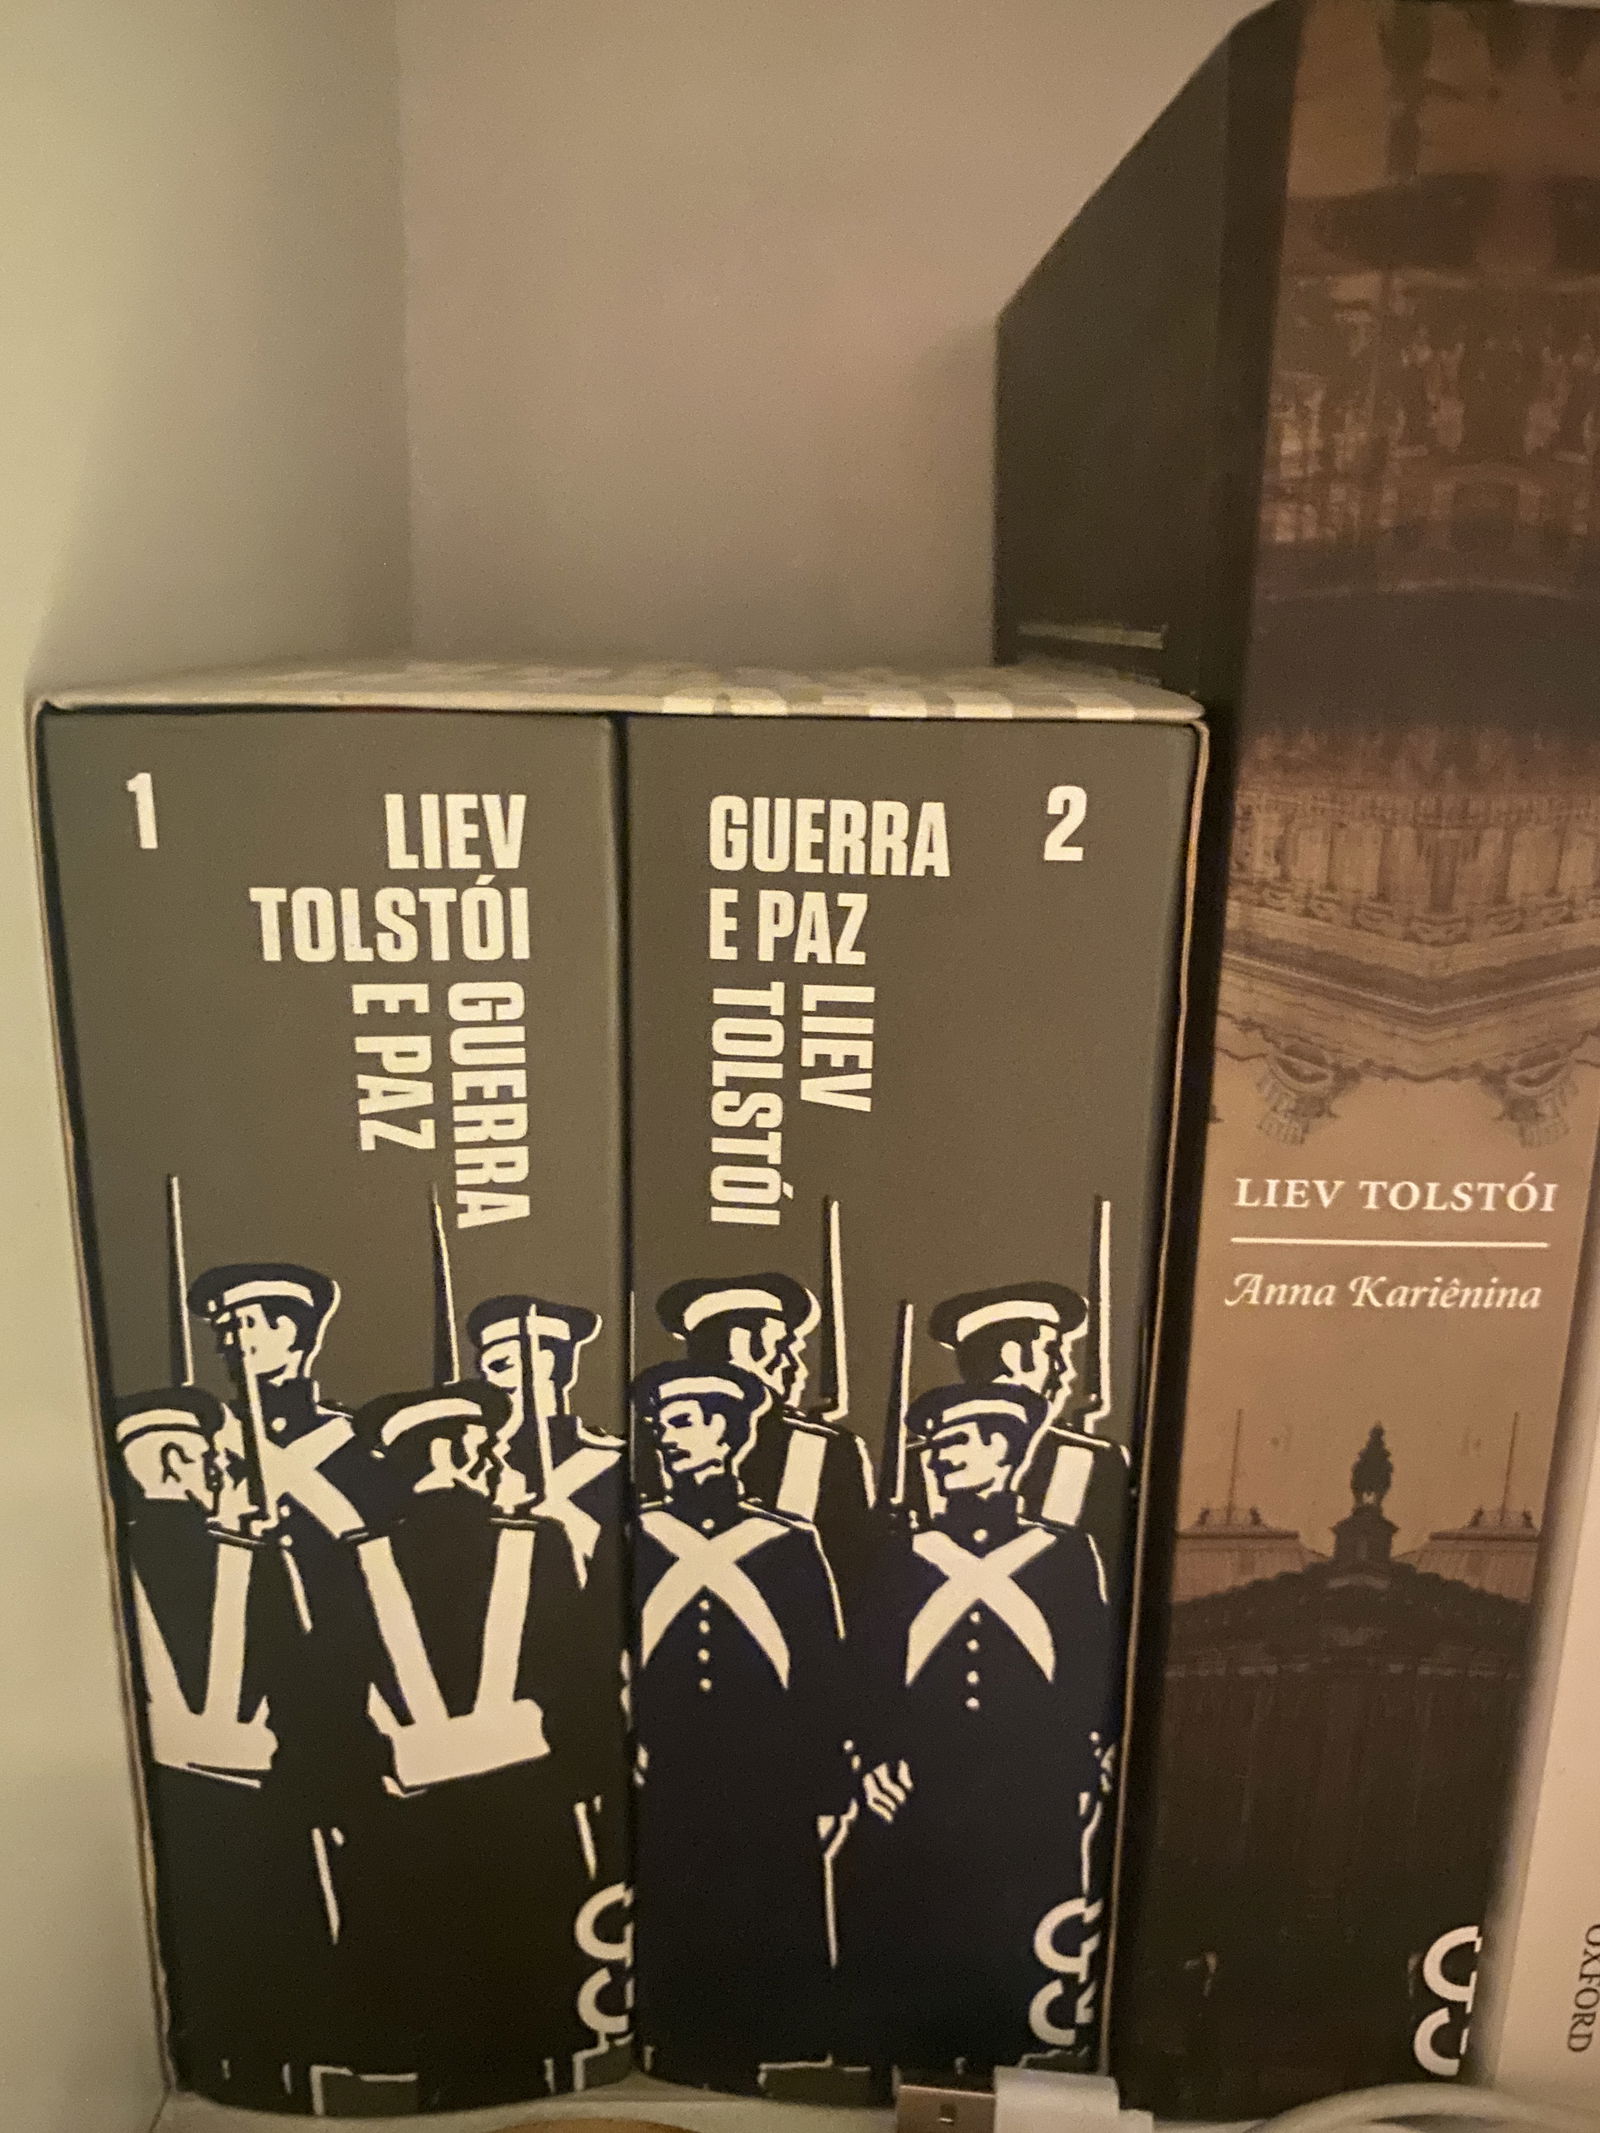 1
LIEV
TOLSTÓI
GUERRA
E PAZ
GUERRA
E PAZ
2
LIEV
TOLSTÓI
LIEV TOLSTÓI
Anna Kariênina
OXFORD